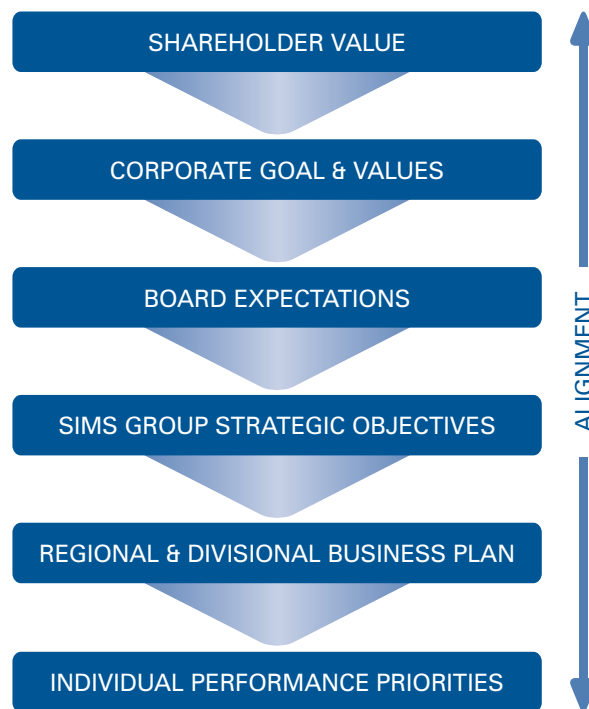 SHAREHOLDER VALUE
CORPORATE GOAL & VALUES
BOARD EXPECTATIONS
ALIGNMENT
SIMS GROUP STRATEGIC OBJECTIVES
REGIONAL & DIVISIONAL BUSINESS PLAN
INDIVIDUAL PERFORMANCE PRIORITIES